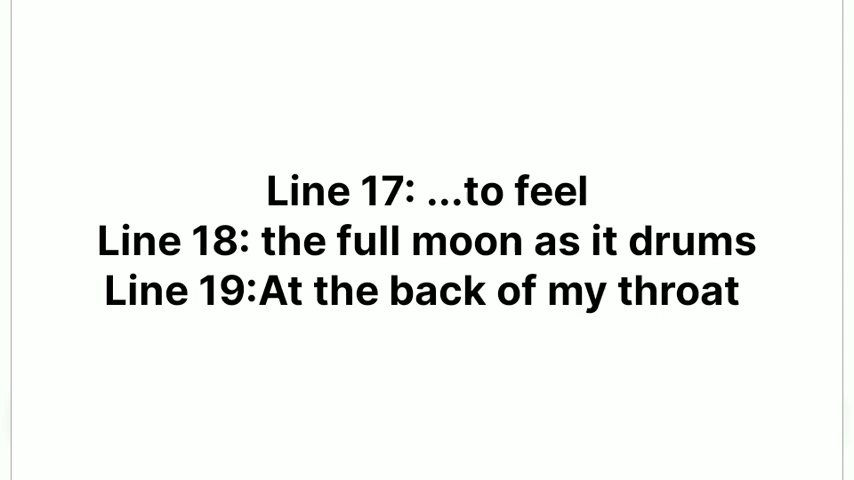 Line 17: ...to feel
Line 18: the full moon as it drums
Line 19:At the back of my throat